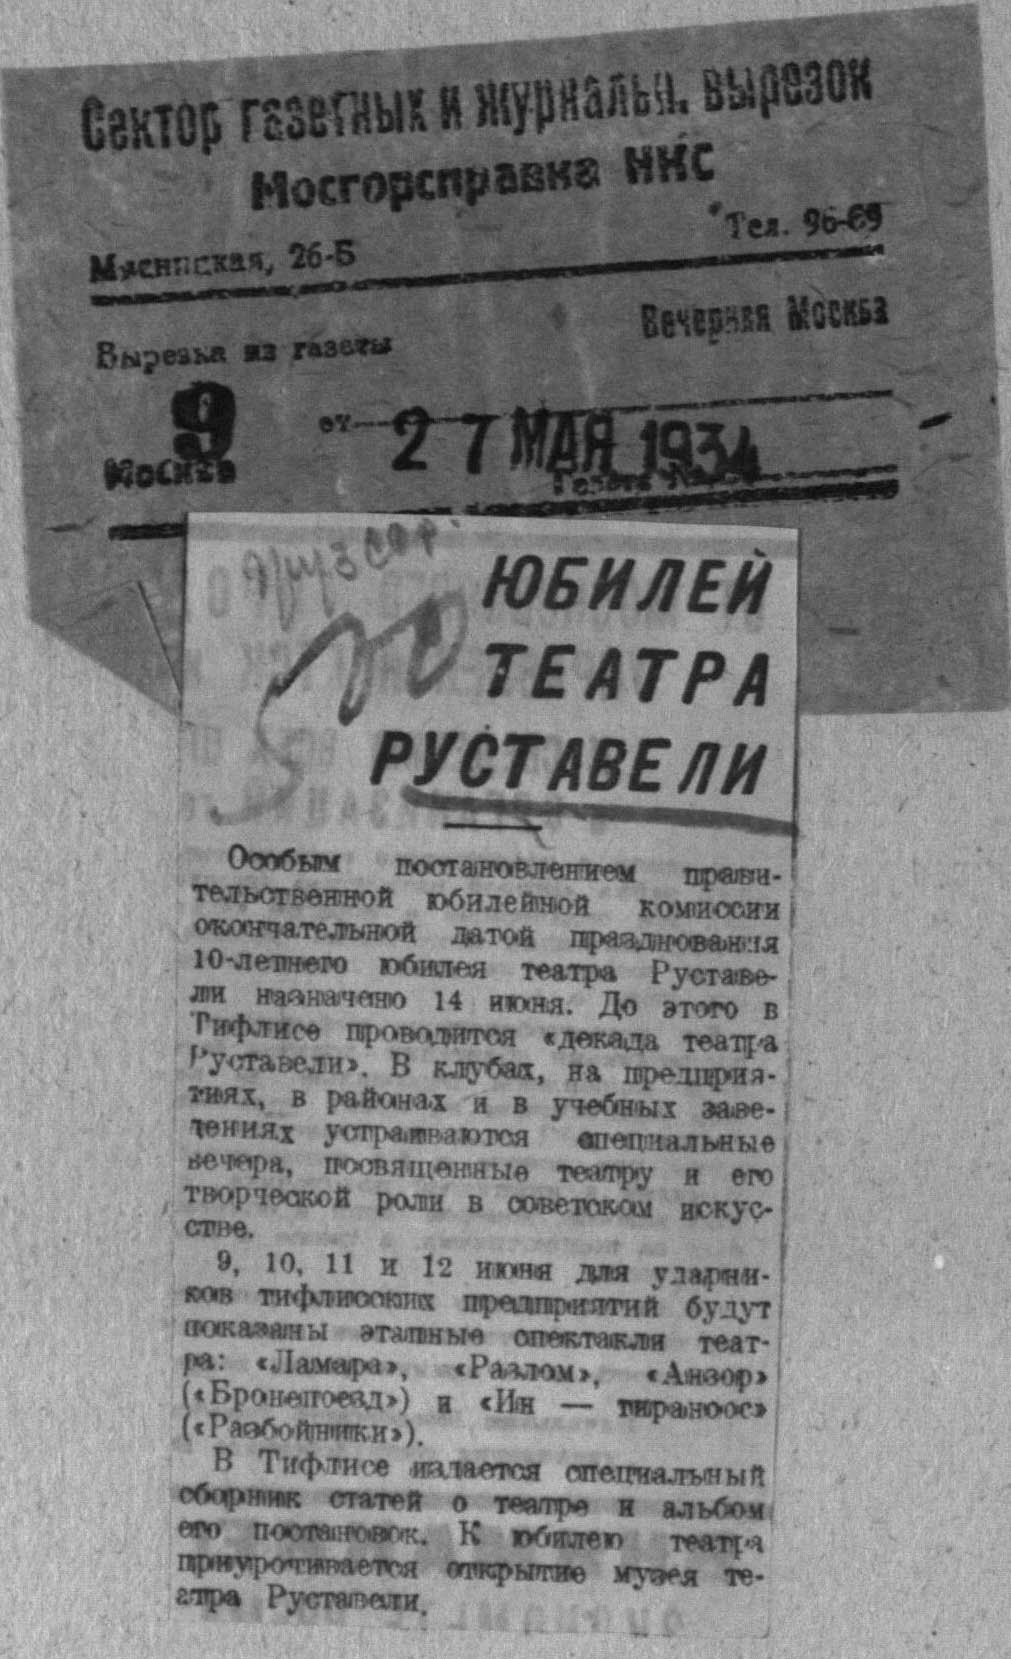 Сектор газетных и журнальн. вырезок
Мосгорсправка НКС
Мясницкая, 26-Б Тел. 96-69
Вырезка из газеты Вечерняя Москва
9 от 27 МАЯ 1934
Москва Газета
Груз ССР.
ЮБИЛЕЙ
ТЕАТРА
РУСТАВЕЛИ
Особым постановлением прави-
тельственной юбилейной комиссии
окончательной датой празднования
10-летнего юбилея театра Руставе-
ли назначено 14 июня. До этого в
Тифлисе проводится «декада театра
Руставели». В клубах, на предприя-
тиях, в районах и в учебных заве-
дениях устраиваются специальные
вечера, посвященные театру и его
творческой роли в советском искус-
стве.
9, 10, 11 и 12 июня для ударни-
ков тифлисских предприятий будут
показаны этапные спектакли теат-
ра: «Ламара», «Разлом», «Анзор»
(«Бронепоезд») и «Ин — тираноос»
(«Разбойники»).
В Тифлисе издается специальный
сборник статей о театре и альбом
его постановок. К юбилею театра
приурочивается открытие музея те-
атра Руставели.